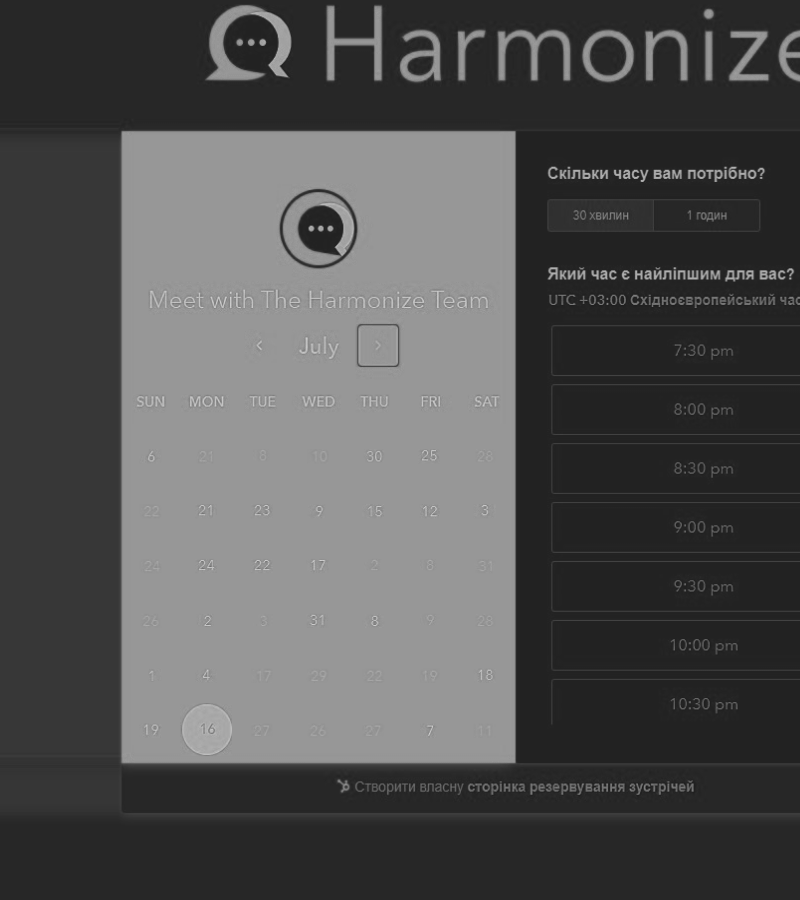 Harmonize
Meet with The Harmonize Team
July
SUN MON TUE WED THU FRI SAT
6 21 8 10 30 25 28
22 21 23 9 15 12 3
24 24 22 17 2 8 31
26 2 3 31 8 9 28
1 4 17 29 22 19 18
19 16 27 26 27 7 11
Скільки часу вам потрібно?
30 хвилин 1 годин
Який час є найліпшим для вас?
UTC +03:00 Східноєвропейський час
7:30 pm
8:00 pm
8:30 pm
9:00 pm
9:30 pm
10:00 pm
10:30 pm
Створити власну сторінка резервування зустрічей